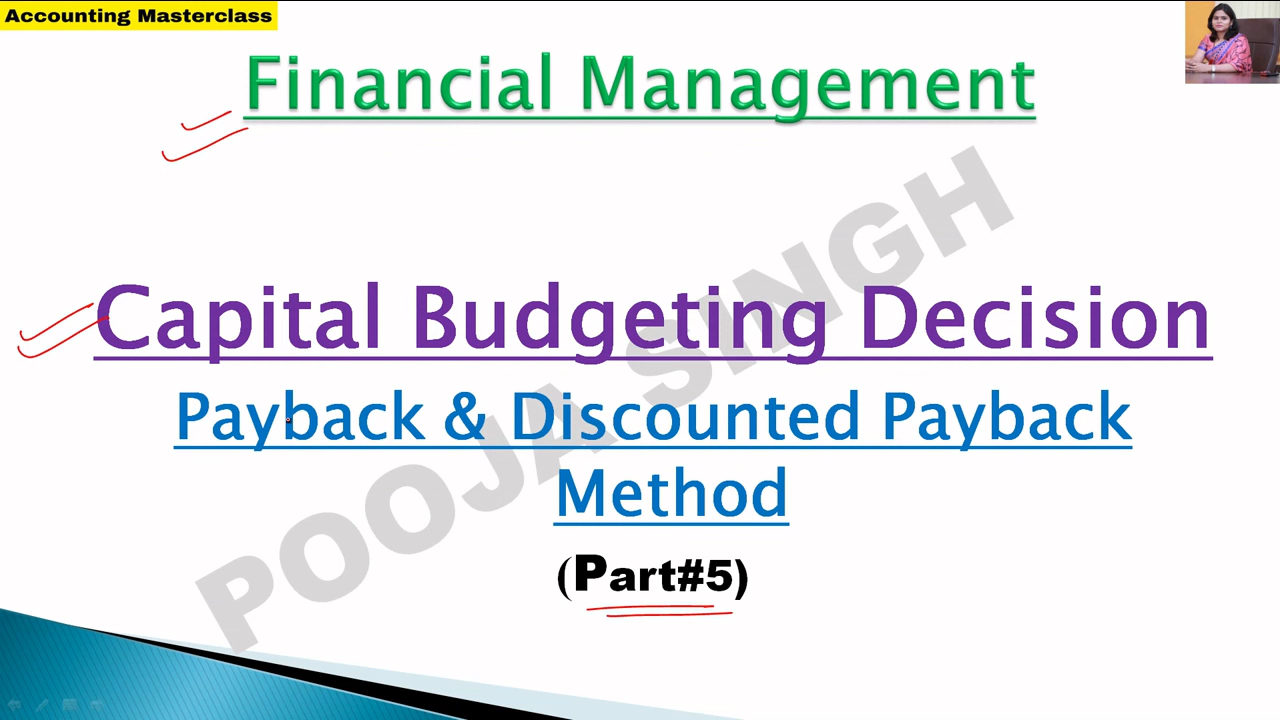 Accounting Masterclass
Financial Management
Capital Budgeting Decision
Payback & Discounted Payback
Method
(Part#5)
POOJA SINGH